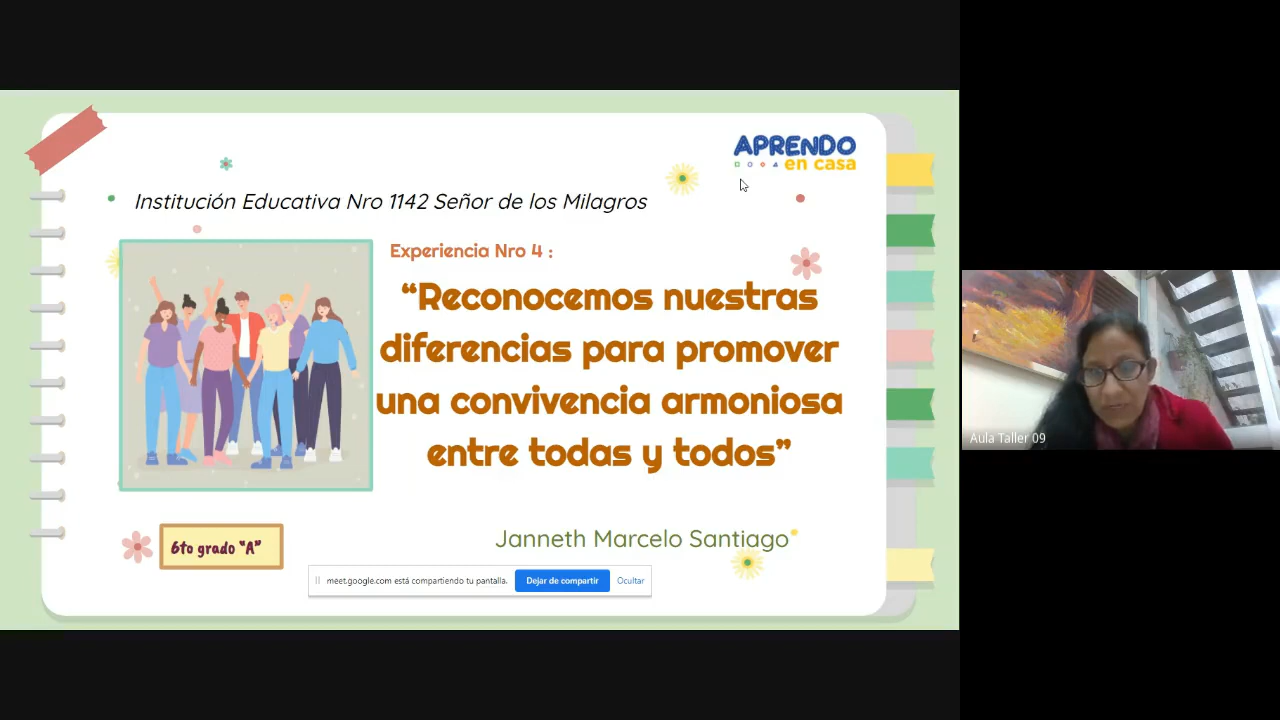 APRENDO
en casa
Institución Educativa Nro 1142 Señor de los Milagros
Experiencia Nro 4 :
“Reconocemos nuestras
diferencias para promover
una convivencia armoniosa
entre todas y todos”
6to grado "A"
Janneth Marcelo Santiago
meet.google.com está compartiendo tu pantalla.
Dejar de compartir
Ocultar
Aula Taller 09